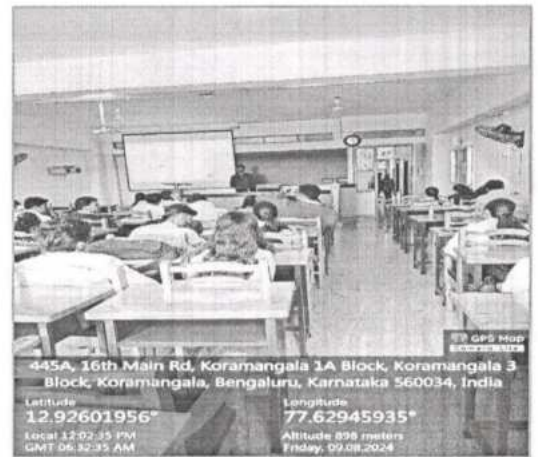 GPS Map
Camera Lite
445A, 16th Main Rd, Koramangala 1A Block, Koramangala 3
Block, Koramangala, Bengaluru, Karnataka 560034, India
Latitude
12.92601956°
Longitude
77.62945935°
Local 12:02:35 PM
GMT 06:32:35 AM
Altitude 898 meters
Friday, 09.08.2024